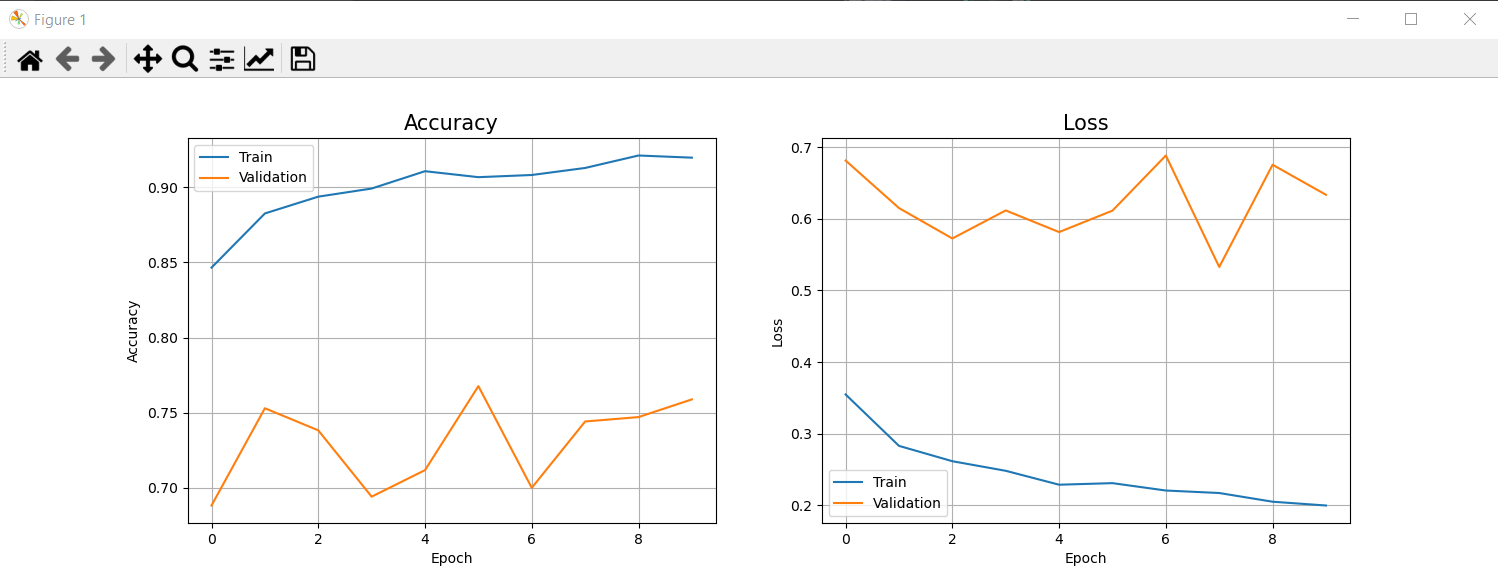 Figure 1
Accuracy
Train
Validation
0.90
0.85
0.80
0.75
0.70
Accuracy
0 2 4 6 8
Epoch
Loss
0.7
0.6
0.5
0.4
0.3
0.2
Loss
Train
Validation
0 2 4 6 8
Epoch